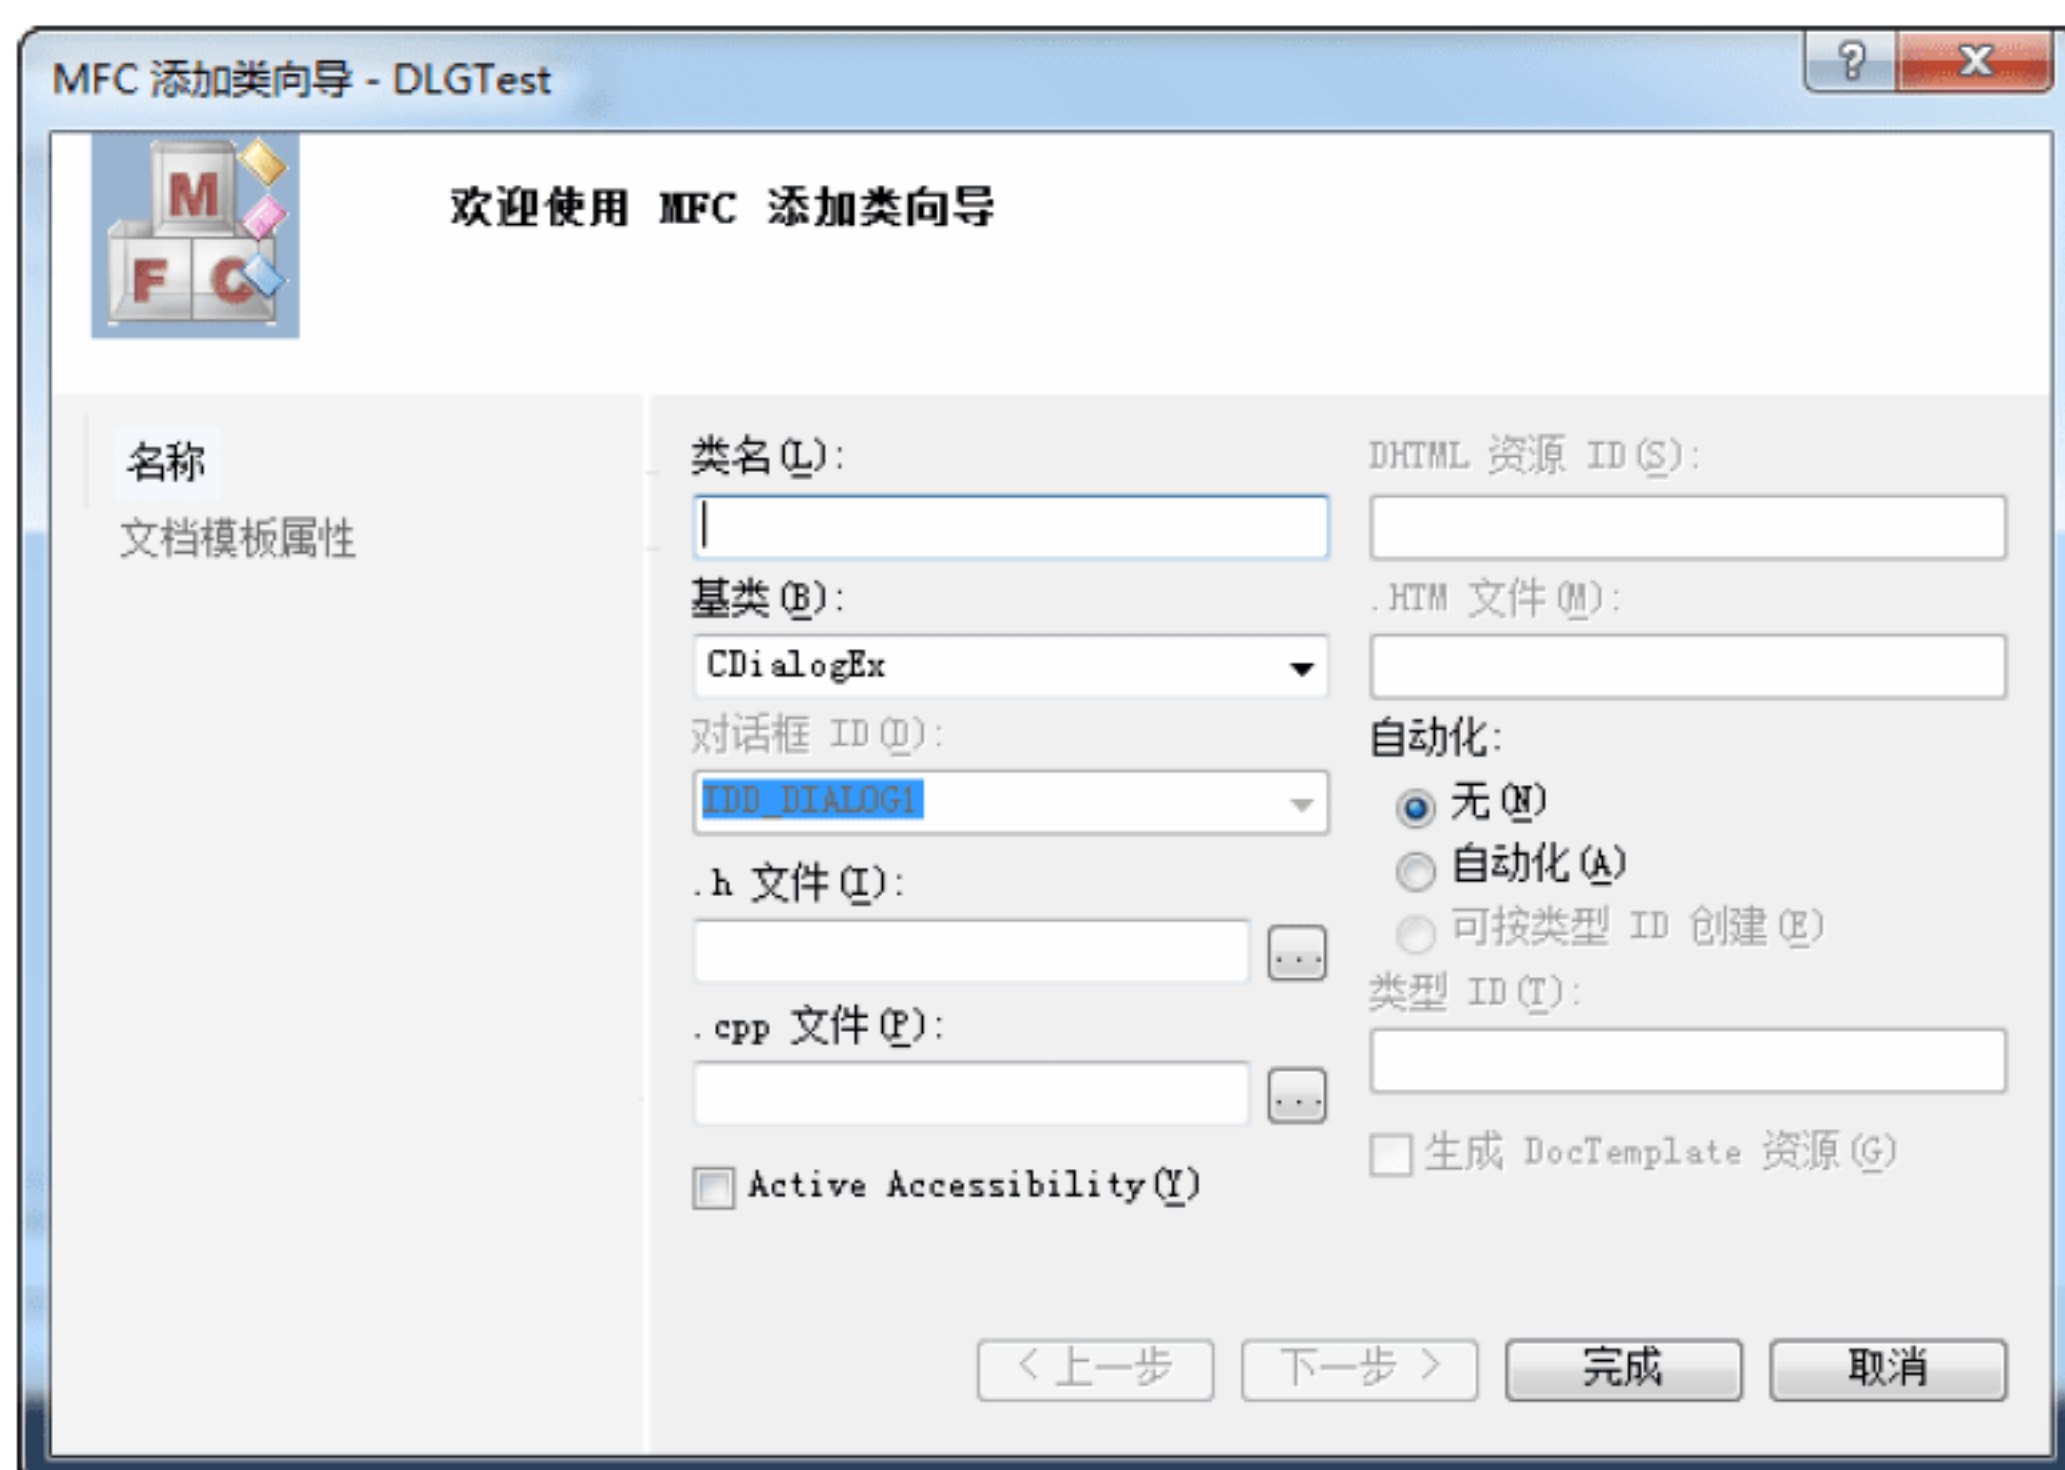 MFC 添加类向导 - DLGTest
M
F C
欢迎使用 MFC 添加类向导
名称
文档模板属性
类名(L):
基类(B):
CDialogEx
对话框 ID(D):
IDD_DIALOG1
.h 文件(I):
...
.cpp 文件(P):
...
Active Accessibility(Y)
DHTML 资源 ID(S):
.HTM 文件(M):
自动化:
无(N)
自动化(A)
可按类型 ID 创建(E)
类型 ID(T):
生成 DocTemplate 资源(G)
< 上一步
下一步 >
完成
取消